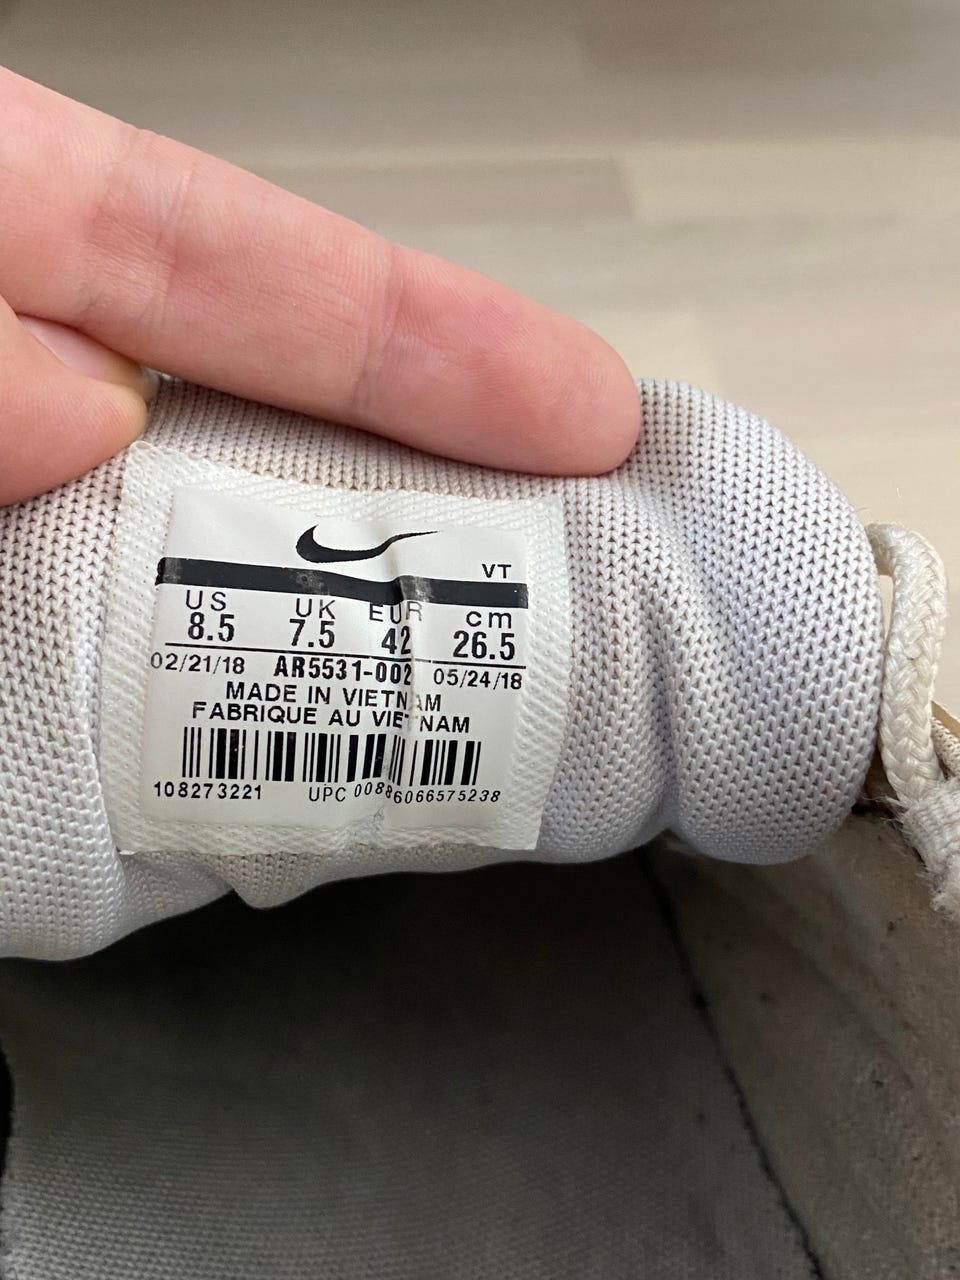 VT
US UK EUR cm
8.5 7.5 42 26.5
02/21/18 AR5531-002 05/24/18
MADE IN VIETNAM
FABRIQUE AU VIETNAM
108273221 UPC 00886066575238